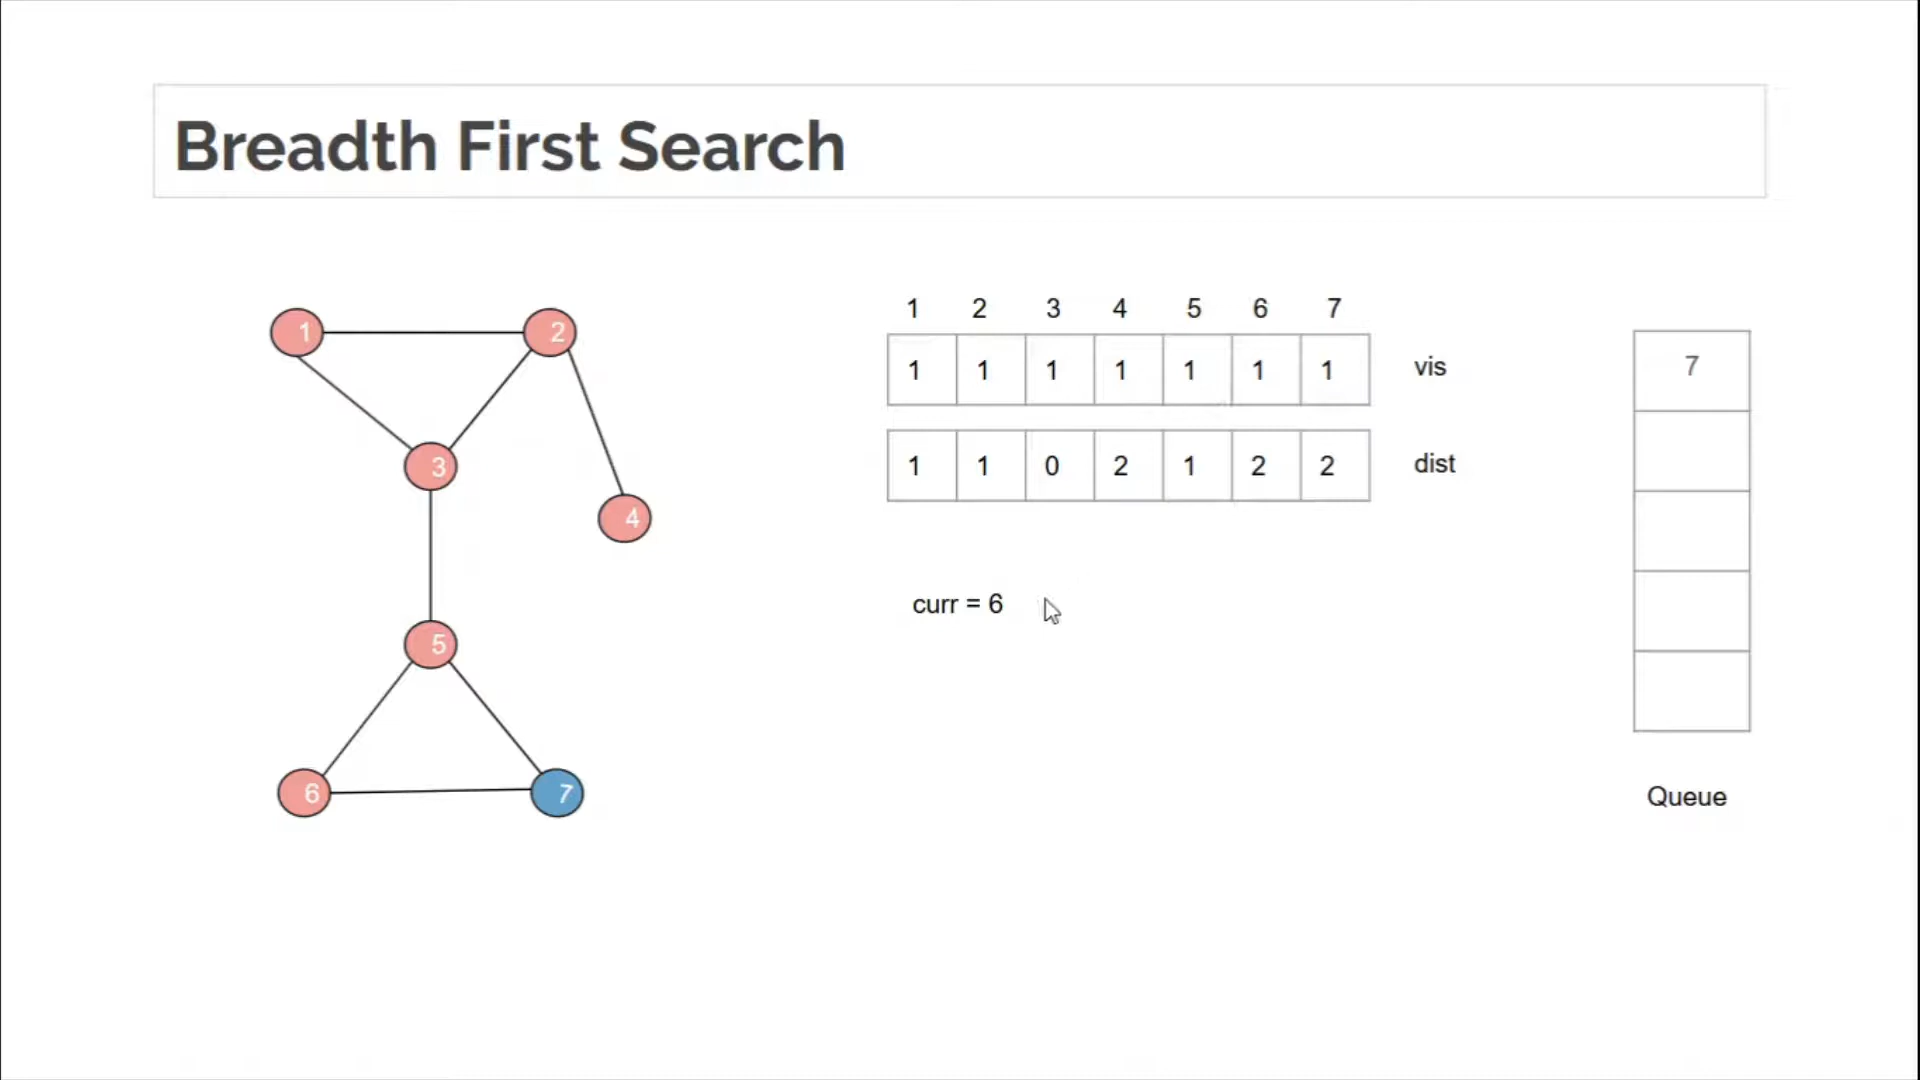 Breadth First Search
1 2 3 4 5 6 7
1 1 1 1 1 1 1 vis
1 1 0 2 1 2 2 dist
curr = 6
1
2
3
4
5
6
7
7
Queue